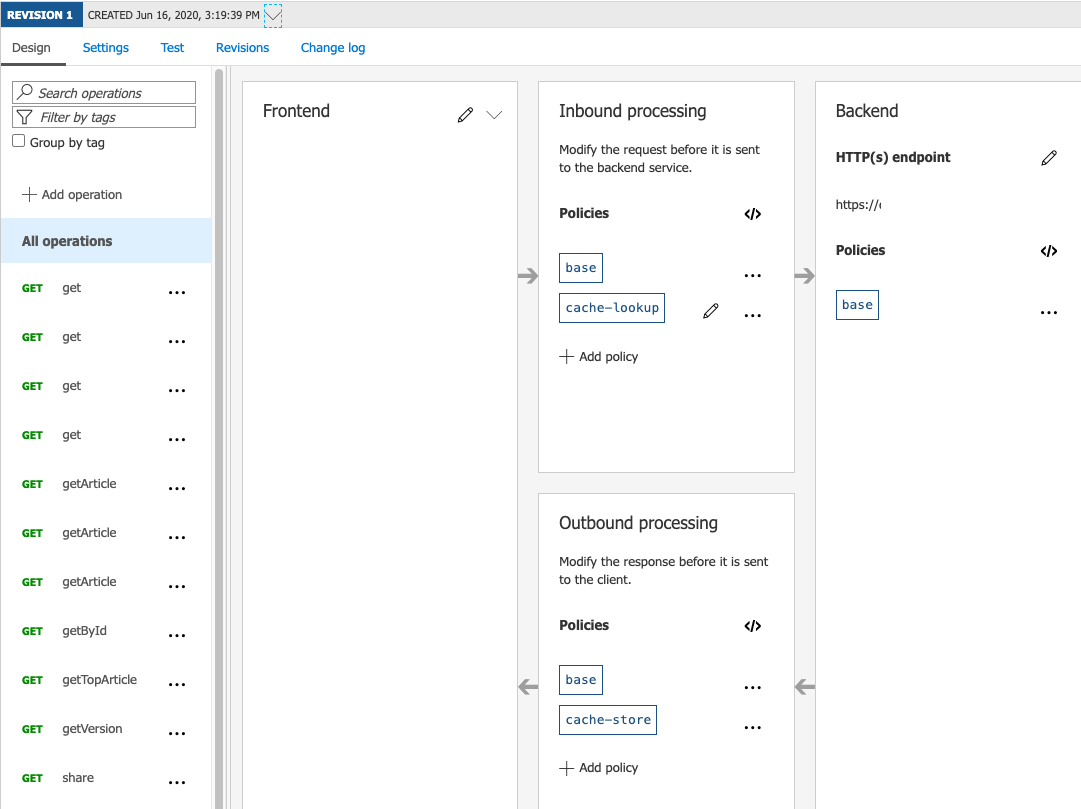 REVISION 1 CREATED Jun 16, 2020, 3:19:39 PM
Design Settings Test Revisions Change log
Search operations
Filter by tags
Group by tag
Add operation
All operations
GET get
GET get
GET get
GET get
GET getArticle
GET getArticle
GET getArticle
GET getById
GET getTopArticle
GET getVersion
GET share
Frontend
Inbound processing
Modify the request before it is sent
to the backend service.
Policies </>
base
cache-lookup
Add policy
Outbound processing
Modify the response before it is sent
to the client.
Policies </>
base
cache-store
Add policy
Backend
HTTP(s) endpoint
https://
Policies </>
base